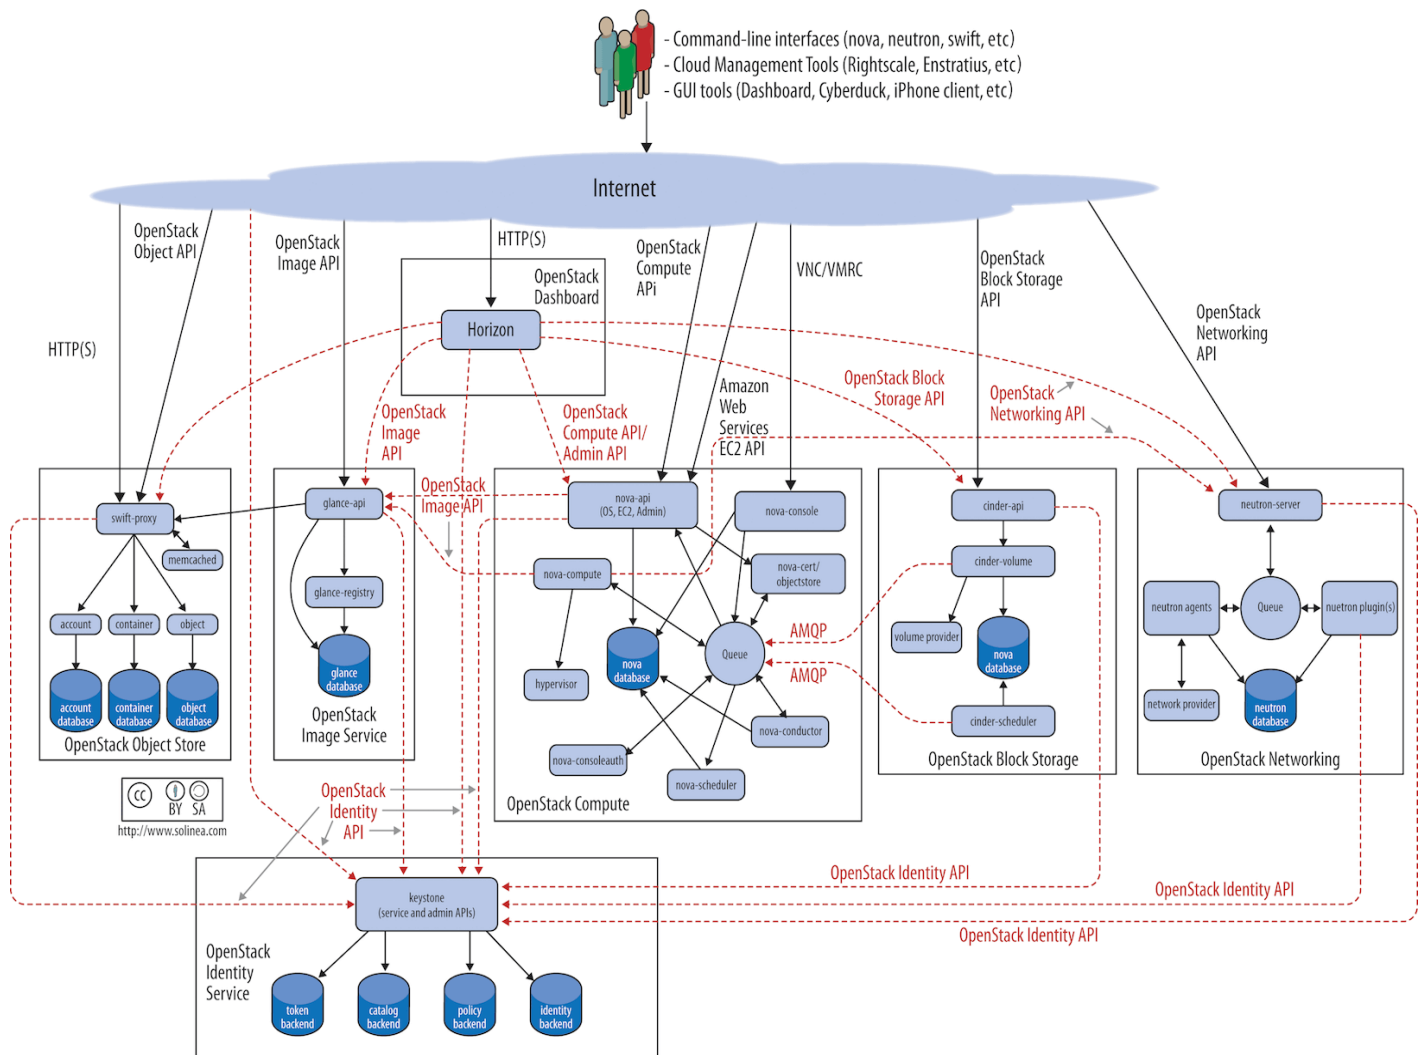 - Command-line interfaces (nova, neutron, swift, etc)
- Cloud Management Tools (Rightscale, Enstratius, etc)
- GUI tools (Dashboard, Cyberduck, iPhone client, etc)
Internet
OpenStack
Object API
OpenStack
Image API
HTTP(S)
OpenStack
Compute
APi
VNC/VMRC
OpenStack
Block Storage
API
OpenStack
Networking
API
HTTP(S)
OpenStack
Dashboard
Horizon
OpenStack
Image
API
OpenStack
Compute API/
Admin API
Amazon
Web
Services
EC2 API
OpenStack Block
Storage API
OpenStack
Networking API
OpenStack
Image API
swift-proxy
memcached
account
container
object
account
database
container
database
object
database
OpenStack Object Store
glance-api
glance-registry
glance
database
OpenStack
Image Service
nova-api
(OS, EC2, Admin)
nova-console
nova-compute
nova-cert/
objectstore
hypervisor
nova
database
Queue
nova-conductor
nova-consoleauth
nova-scheduler
OpenStack Compute
AMQP
AMQP
cinder-api
cinder-volume
volume provider
nova
database
cinder-scheduler
OpenStack Block Storage
neutron-server
neutron agents
Queue
nuetron plugin(s)
network provider
neutron
database
OpenStack Networking
cc
BY
SA
http://www.solinea.com
OpenStack
Identity
API
OpenStack Identity API
OpenStack Identity API
OpenStack Identity API
keystone
(service and admin APIs)
OpenStack
Identity
Service
token
backend
catalog
backend
policy
backend
identity
backend